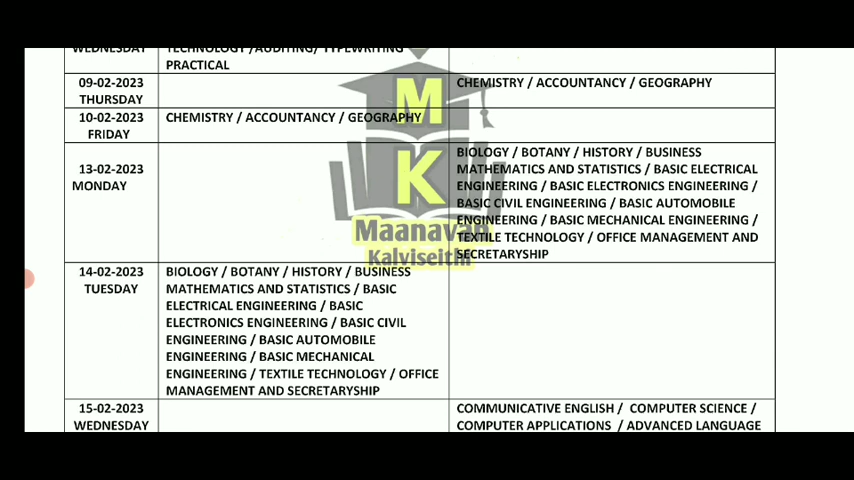 WEDNESDAY
TECHNOLOGY /AUDITING/ TYPEWRITING
PRACTICAL
09-02-2023
THURSDAY
CHEMISTRY / ACCOUNTANCY / GEOGRAPHY
10-02-2023
FRIDAY
CHEMISTRY / ACCOUNTANCY / GEOGRAPHY
13-02-2023
MONDAY
BIOLOGY / BOTANY / HISTORY / BUSINESS
MATHEMATICS AND STATISTICS / BASIC ELECTRICAL
ENGINEERING / BASIC ELECTRONICS ENGINEERING /
BASIC CIVIL ENGINEERING / BASIC AUTOMOBILE
ENGINEERING / BASIC MECHANICAL ENGINEERING /
TEXTILE TECHNOLOGY / OFFICE MANAGEMENT AND
SECRETARYSHIP
14-02-2023
TUESDAY
BIOLOGY / BOTANY / HISTORY / BUSINESS
MATHEMATICS AND STATISTICS / BASIC
ELECTRICAL ENGINEERING / BASIC
ELECTRONICS ENGINEERING / BASIC CIVIL
ENGINEERING / BASIC AUTOMOBILE
ENGINEERING / BASIC MECHANICAL
ENGINEERING / TEXTILE TECHNOLOGY / OFFICE
MANAGEMENT AND SECRETARYSHIP
15-02-2023
WEDNESDAY
COMMUNICATIVE ENGLISH /  COMPUTER SCIENCE /
COMPUTER APPLICATIONS  / ADVANCED LANGUAGE
M
K
Maanavan
Kalviseithi